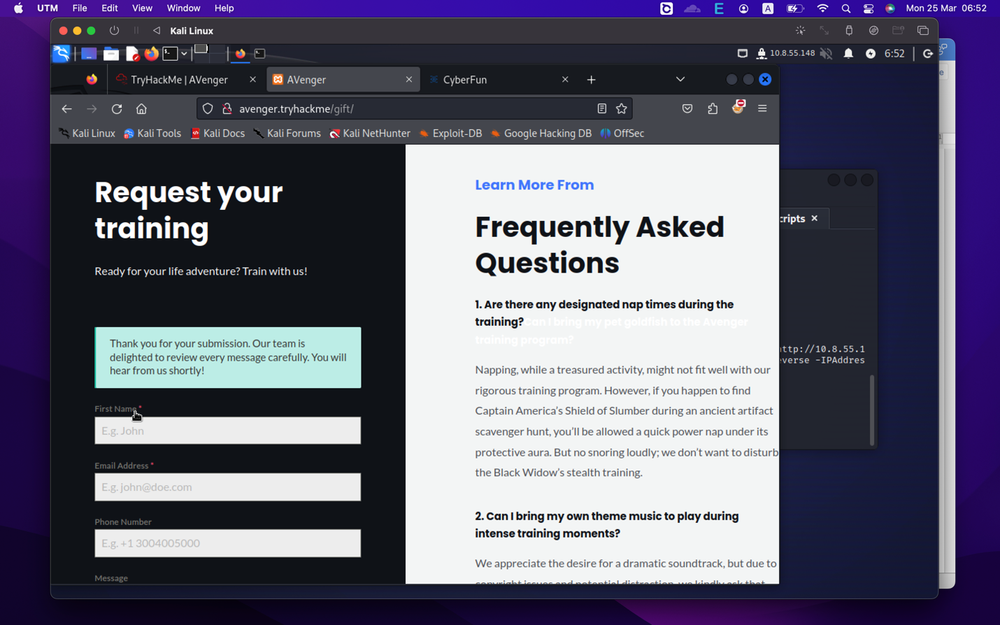 UTM File Edit View Window Help
A
Mon 25 Mar 06:52
Kali Linux
10.8.55.148
6:52
TryHackMe | AVenger
AVenger
CyberFun
avenger.tryhackme/gift/
Kali Linux Kali Tools Kali Docs Kali Forums Kali NetHunter Exploit-DB Google Hacking DB OffSec
Request your
training
Ready for your life adventure? Train with us!
Thank you for your submission. Our team is
delighted to review every message carefully. You will
hear from us shortly!
First Name *
E.g. John
Email Address *
E.g. john@doe.com
Phone Number
E.g. +1 3004005000
Message
Learn More From
Frequently Asked
Questions
1. Are there any designated nap times during the
training?Can I bring my pet goldfish to the Avenger
training program?
Napping, while a treasured activity, might not fit well with our
rigorous training program. However, if you happen to find
Captain America’s Shield of Slumber during an ancient artifact
scavenger hunt, you’ll be allowed a quick power nap under its
protective aura. But no snoring loudly; we don’t want to disturb
the Black Widow’s stealth training.
2. Can I bring my own theme music to play during
intense training moments?
We appreciate the desire for a dramatic soundtrack, but due to
copyright issues and potential distraction, we kindly ask that
cripts
ttp://10.8.55.1
everse -IPAddres